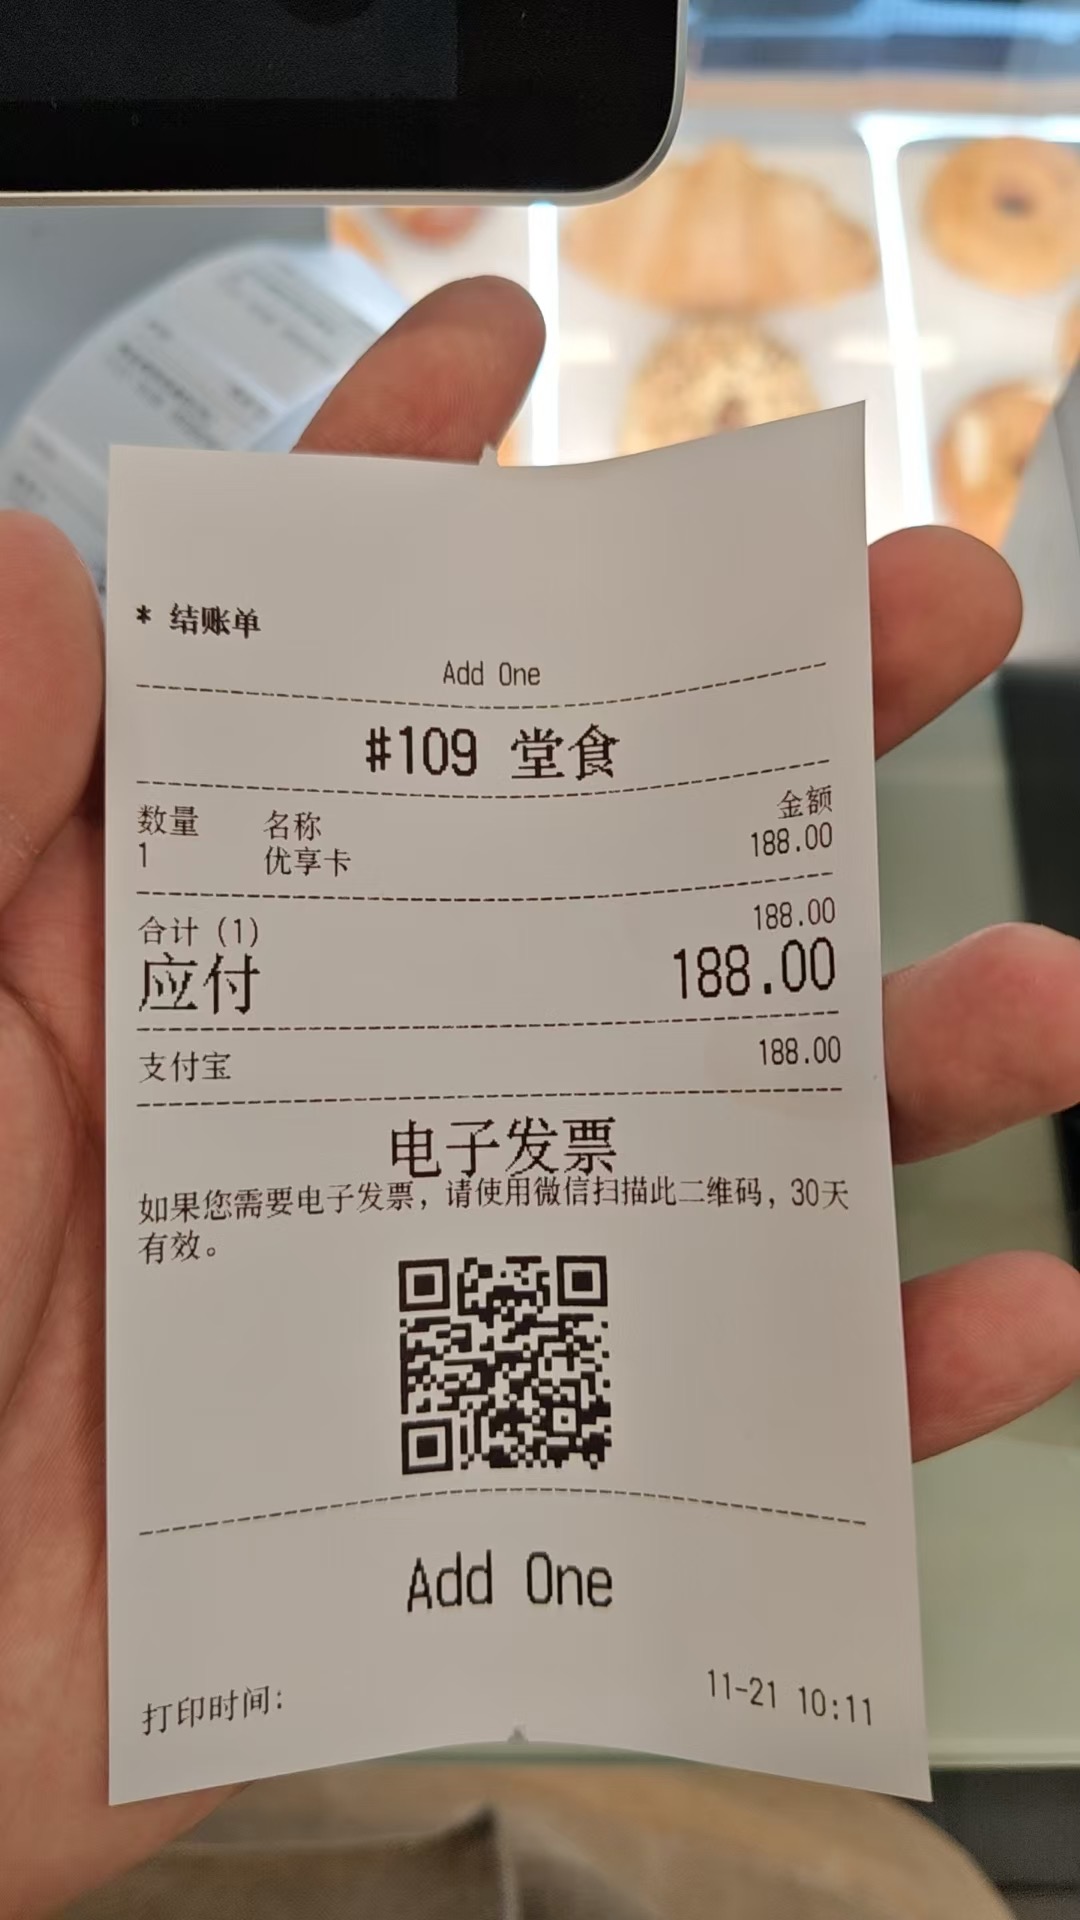 * 结账单
Add One
#109 堂食
数量 名称 金额
1 优享卡 188.00
合计 (1) 188.00
应付 188.00
支付宝 188.00
电子发票
如果您需要电子发票，请使用微信扫描此二维码，30天
有效。
Add One
打印时间: 11-21 10:11